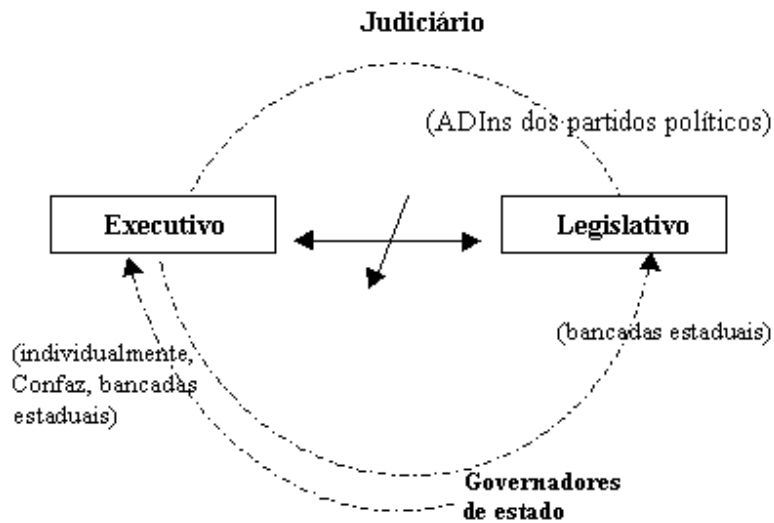 Judiciário
(ADIns dos partidos políticos)
Executivo
Legislativo
(individualmente,
Confaz, bancadas
estaduais)
(bancadas estaduais)
Governadores
de estado